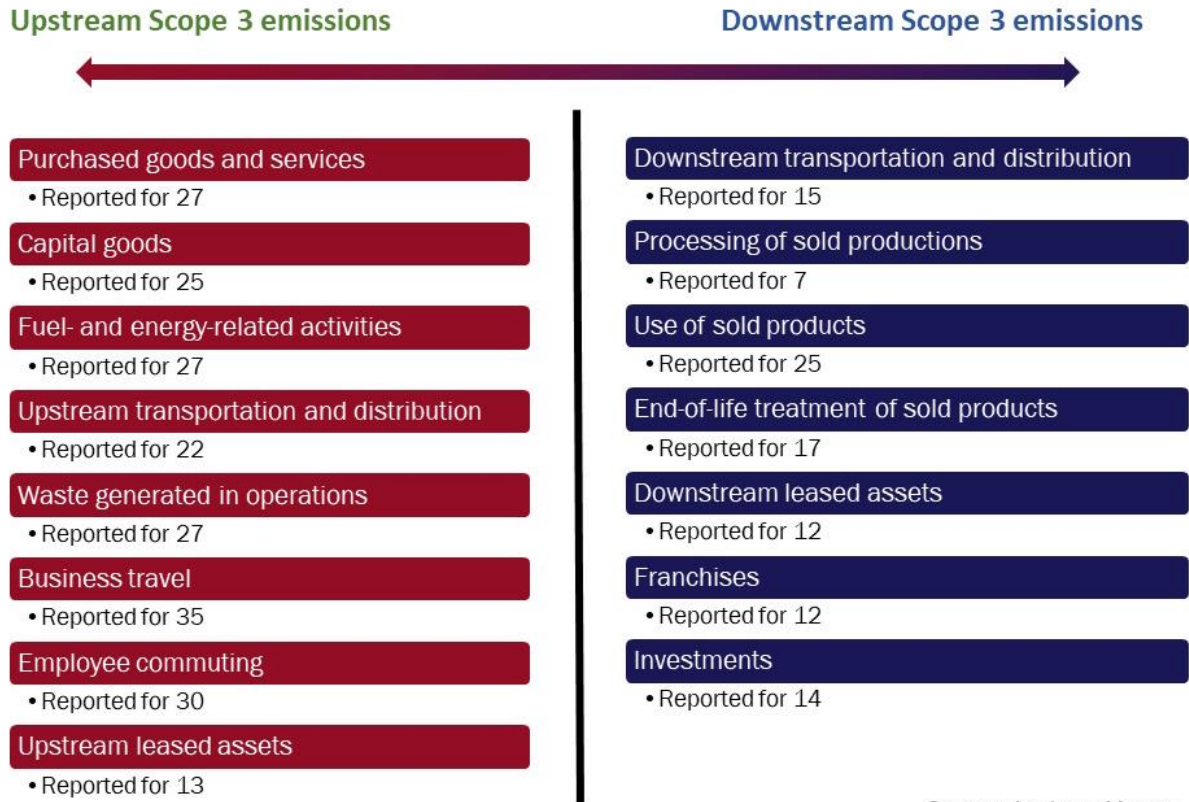 Upstream Scope 3 emissions
Downstream Scope 3 emissions
Purchased goods and services
• Reported for 27
Capital goods
• Reported for 25
Fuel- and energy-related activities
• Reported for 27
Upstream transportation and distribution
• Reported for 22
Waste generated in operations
• Reported for 27
Business travel
• Reported for 35
Employee commuting
• Reported for 30
Upstream leased assets
• Reported for 13
Downstream transportation and distribution
• Reported for 15
Processing of sold productions
• Reported for 7
Use of sold products
• Reported for 25
End-of-life treatment of sold products
• Reported for 17
Downstream leased assets
• Reported for 12
Franchises
• Reported for 12
Investments
• Reported for 14